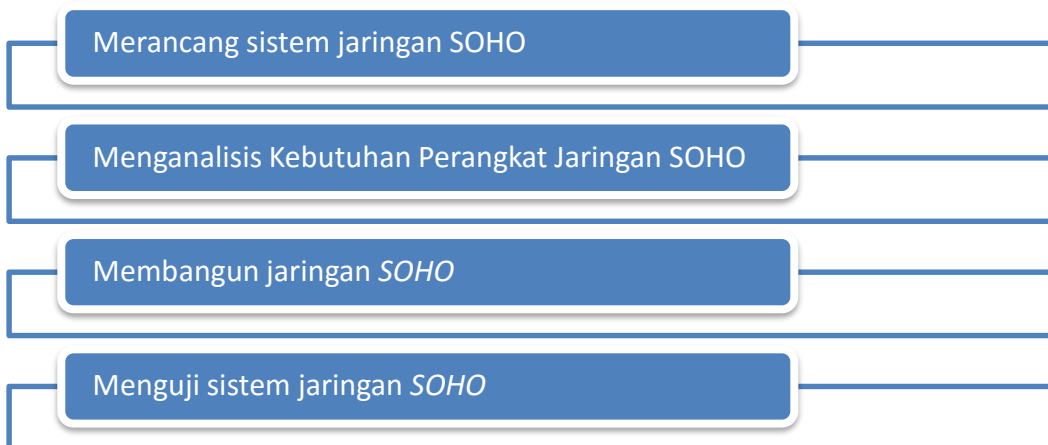 Merancang sistem jaringan SOHO
Menganalisis Kebutuhan Perangkat Jaringan SOHO
Membangun jaringan SOHO
Menguji sistem jaringan SOHO